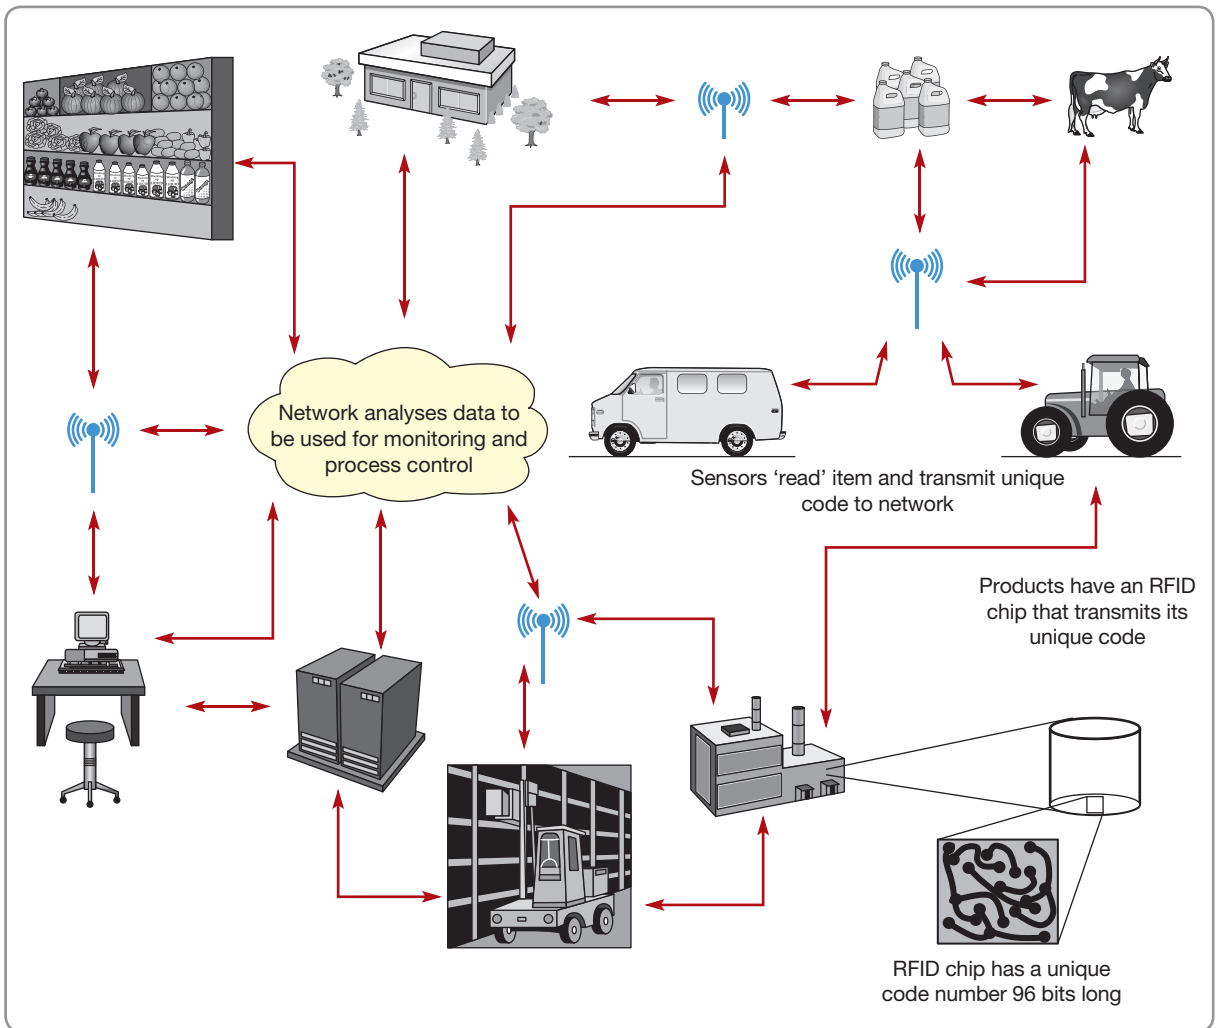 Network analyses data to
be used for monitoring and
process control
Sensors ‘read’ item and transmit unique
code to network
Products have an RFID
chip that transmits its
unique code
RFID chip has a unique
code number 96 bits long